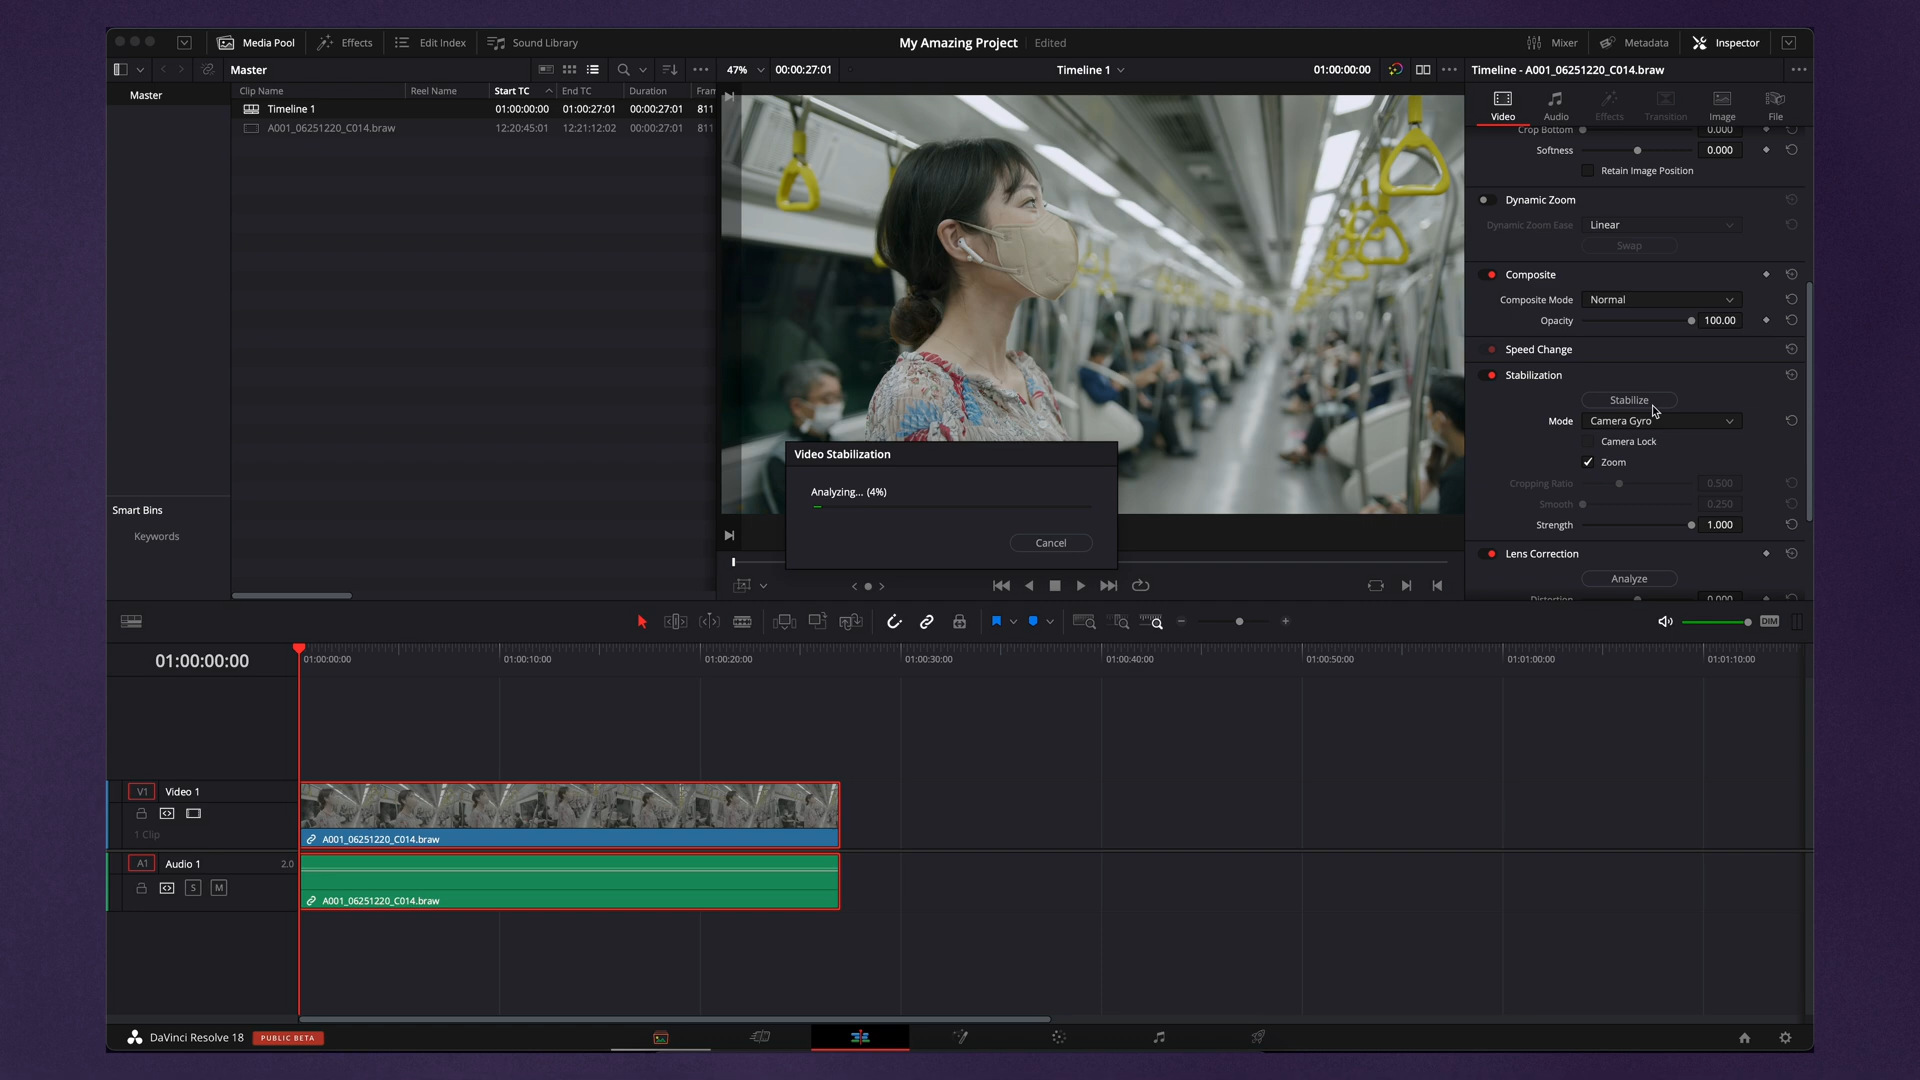 Media Pool Effects Edit Index Sound Library My Amazing Project Edited Mixer Metadata Inspector
Master 47% 00:00:27:01 Timeline 1 01:00:00:00 Timeline - A001_06251220_C014.braw
Master
Clip Name Reel Name Start TC End TC Duration Fram
Timeline 1 01:00:00:00 01:00:27:01 00:00:27:01 811
A001_06251220_C014.braw 12:20:45:01 12:21:12:02 00:00:27:01 811
Smart Bins
Keywords
Video Audio Effects Transition Image File
Crop Bottom 0.000
Softness 0.000
Retain Image Position
Dynamic Zoom
Dynamic Zoom Ease Linear
Swap
Composite
Composite Mode Normal
Opacity 100.00
Speed Change
Stabilization
Stabilize
Mode Camera Gyro
Camera Lock
Zoom
Cropping Ratio 0.500
Smooth 0.250
Strength 1.000
Lens Correction
Analyze
Distortion 0.000
Video Stabilization
Analyzing... (4%)
Cancel
DIM
01:00:00:00 01:00:00:00 01:00:10:00 01:00:20:00 01:00:30:00 01:00:40:00 01:00:50:00 01:01:00:00 01:01:10:00
V1 Video 1
1 Clip
A001_06251220_C014.braw
A1 Audio 1 2.0
S M
A001_06251220_C014.braw
DaVinci Resolve 18 PUBLIC BETA